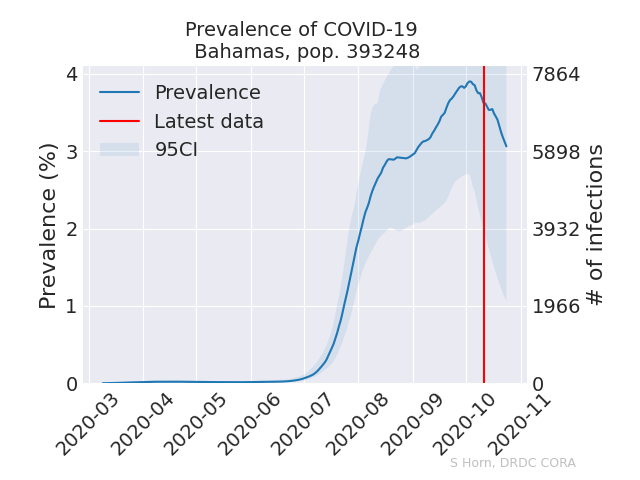 Prevalence of COVID-19
Bahamas, pop. 393248
Prevalence
Latest data
95CI
Prevalence (%)
4
3
2
1
0
7864
5898
3932
1966
0
# of infections
2020-03
2020-04
2020-05
2020-06
2020-07
2020-08
2020-09
2020-10
2020-11
S Horn, DRDC CORA